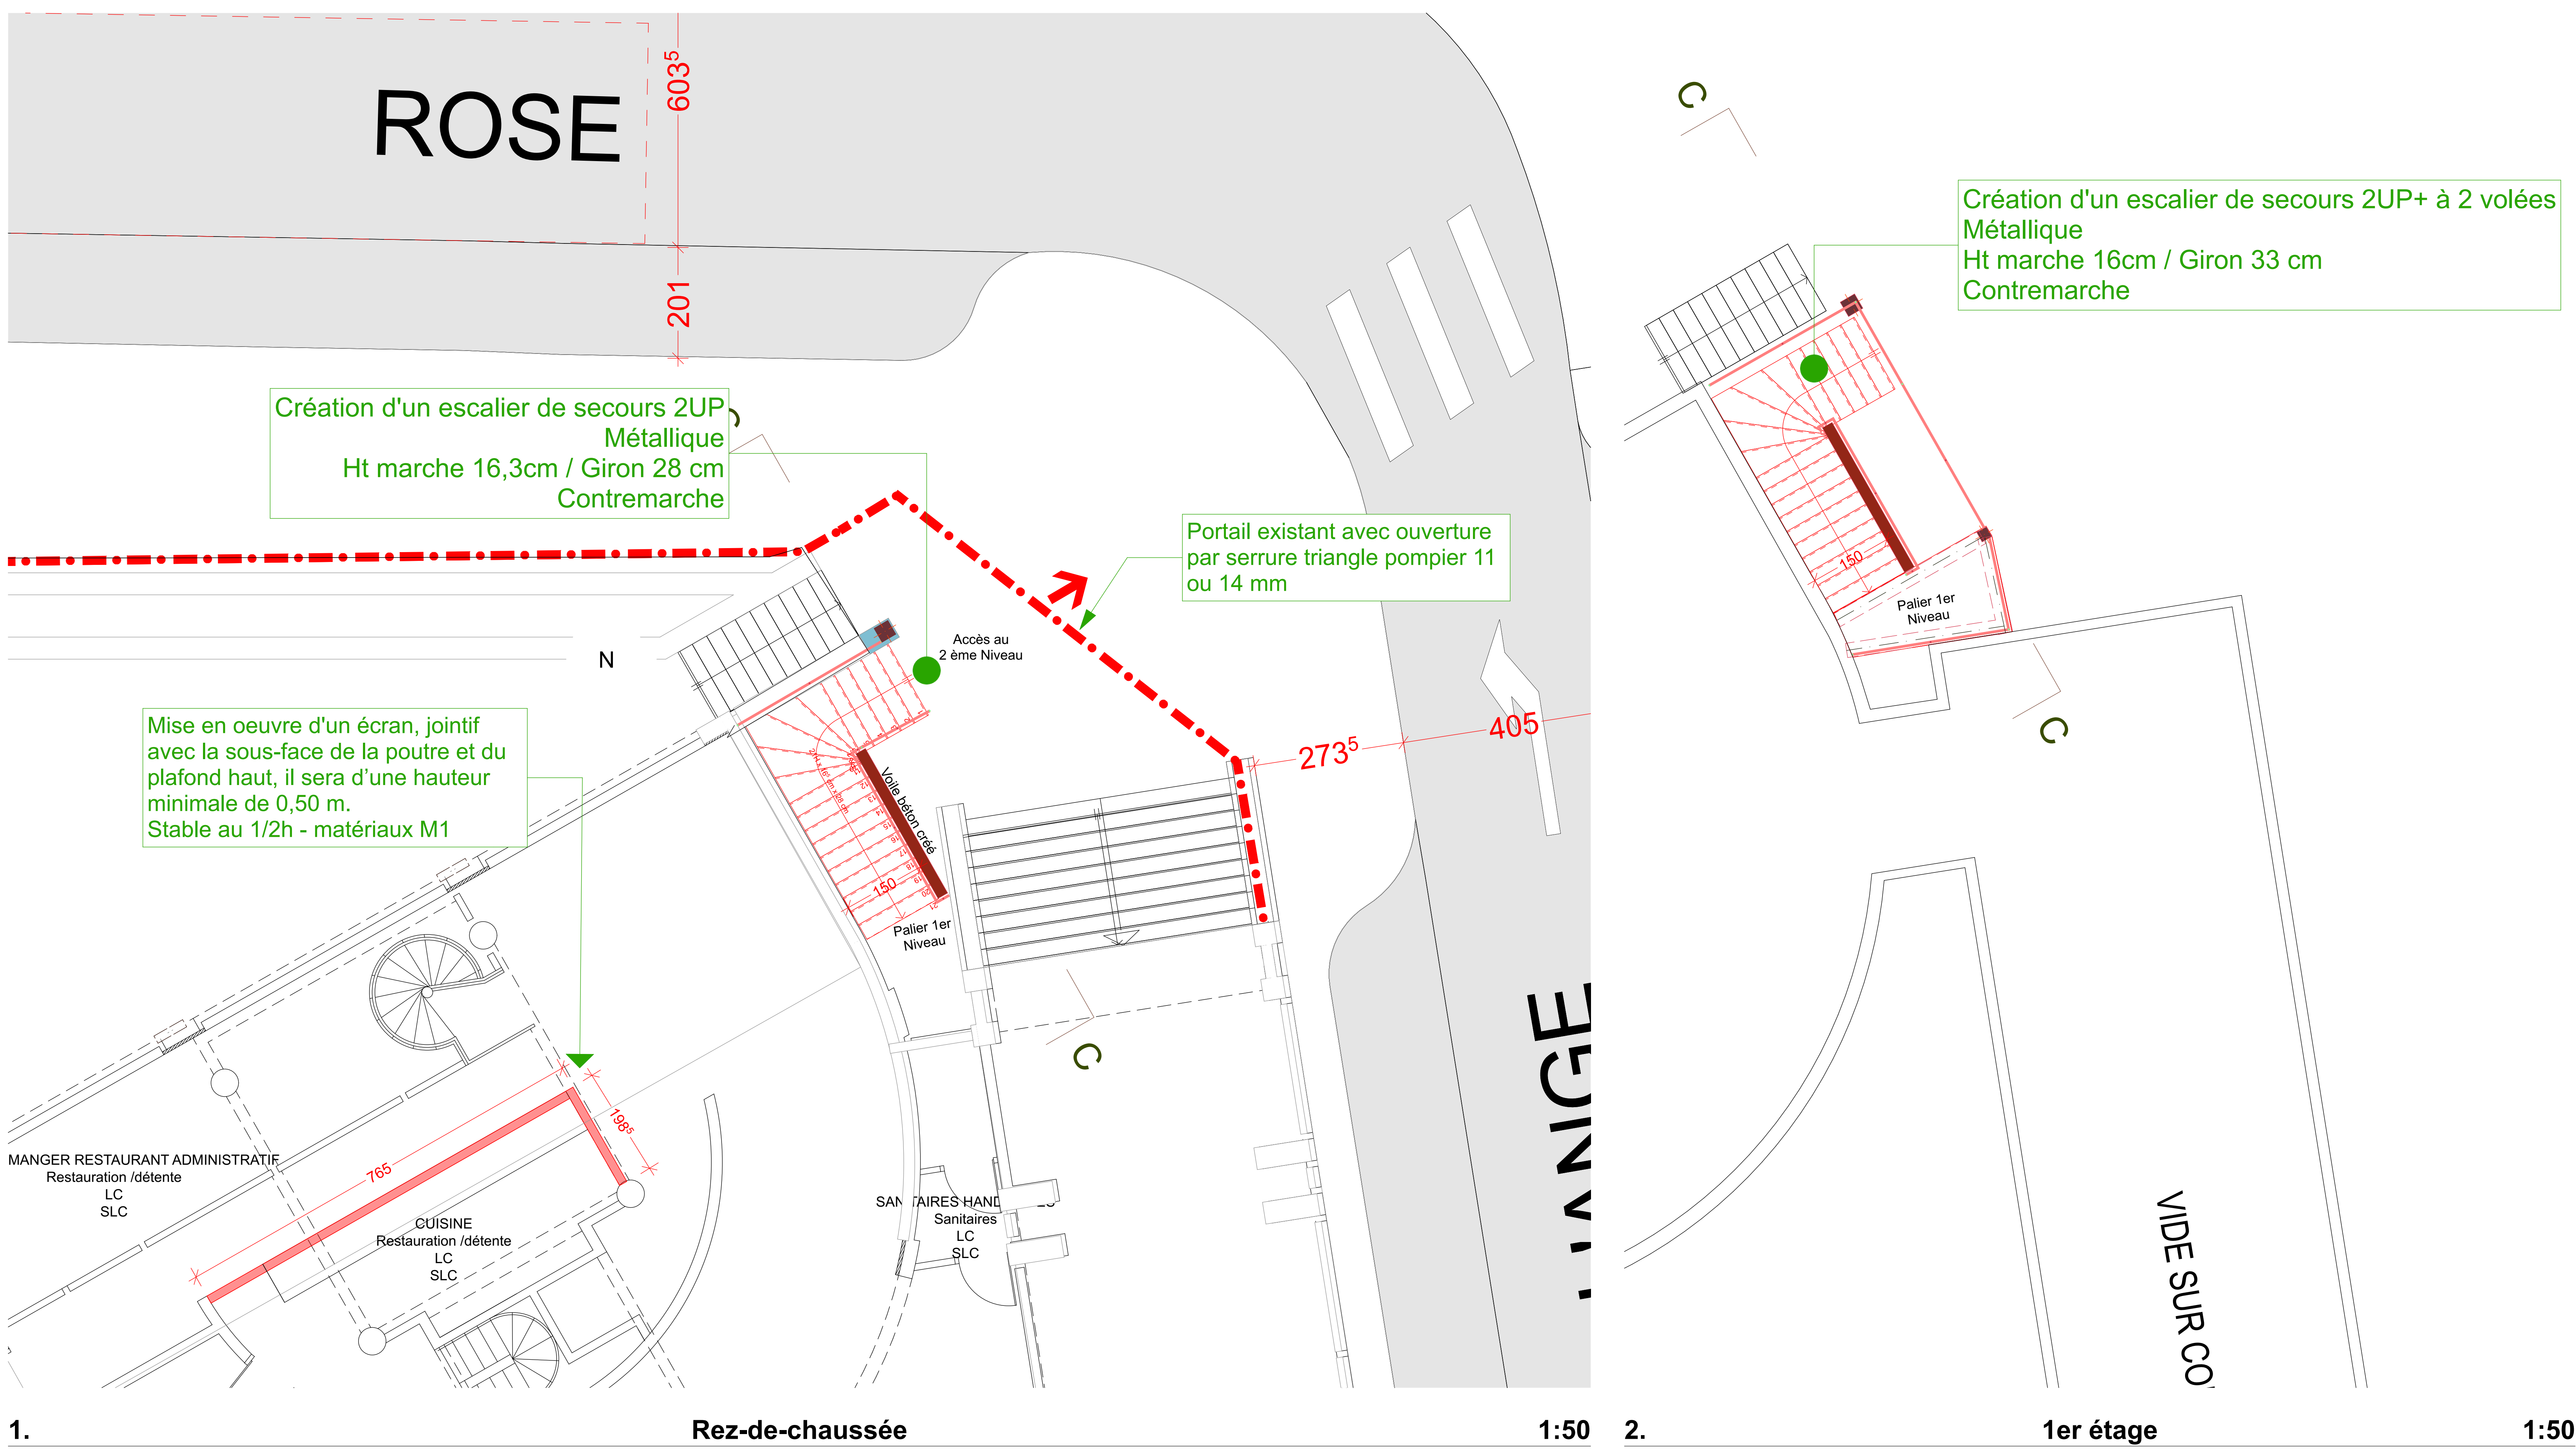 ROSE
603⁵
201
Création d'un escalier de secours 2UP
Métallique
Ht marche 16,3cm / Giron 28 cm
Contremarche
Portail existant avec ouverture
par serrure triangle pompier 11
ou 14 mm
Accès au
2 ème Niveau
N
Mise en oeuvre d'un écran, jointif
avec la sous-face de la poutre et du
plafond haut, il sera d’une hauteur
minimale de 0,50 m.
Stable au 1/2h - matériaux M1
273⁵
405
Voile béton créé
150
Palier 1er
Niveau
C
198⁵
765
MANGER RESTAURANT ADMINISTRATIF
Restauration /détente
LC
SLC
CUISINE
Restauration /détente
LC
SLC
Sanitaires
LC
SLC
1.
Rez-de-chaussée
1:50
C
Création d'un escalier de secours 2UP+ à 2 volées
Métallique
Ht marche 16cm / Giron 33 cm
Contremarche
150
Palier 1er
Niveau
C
VIDE SUR CO
2.
1er étage
1:50